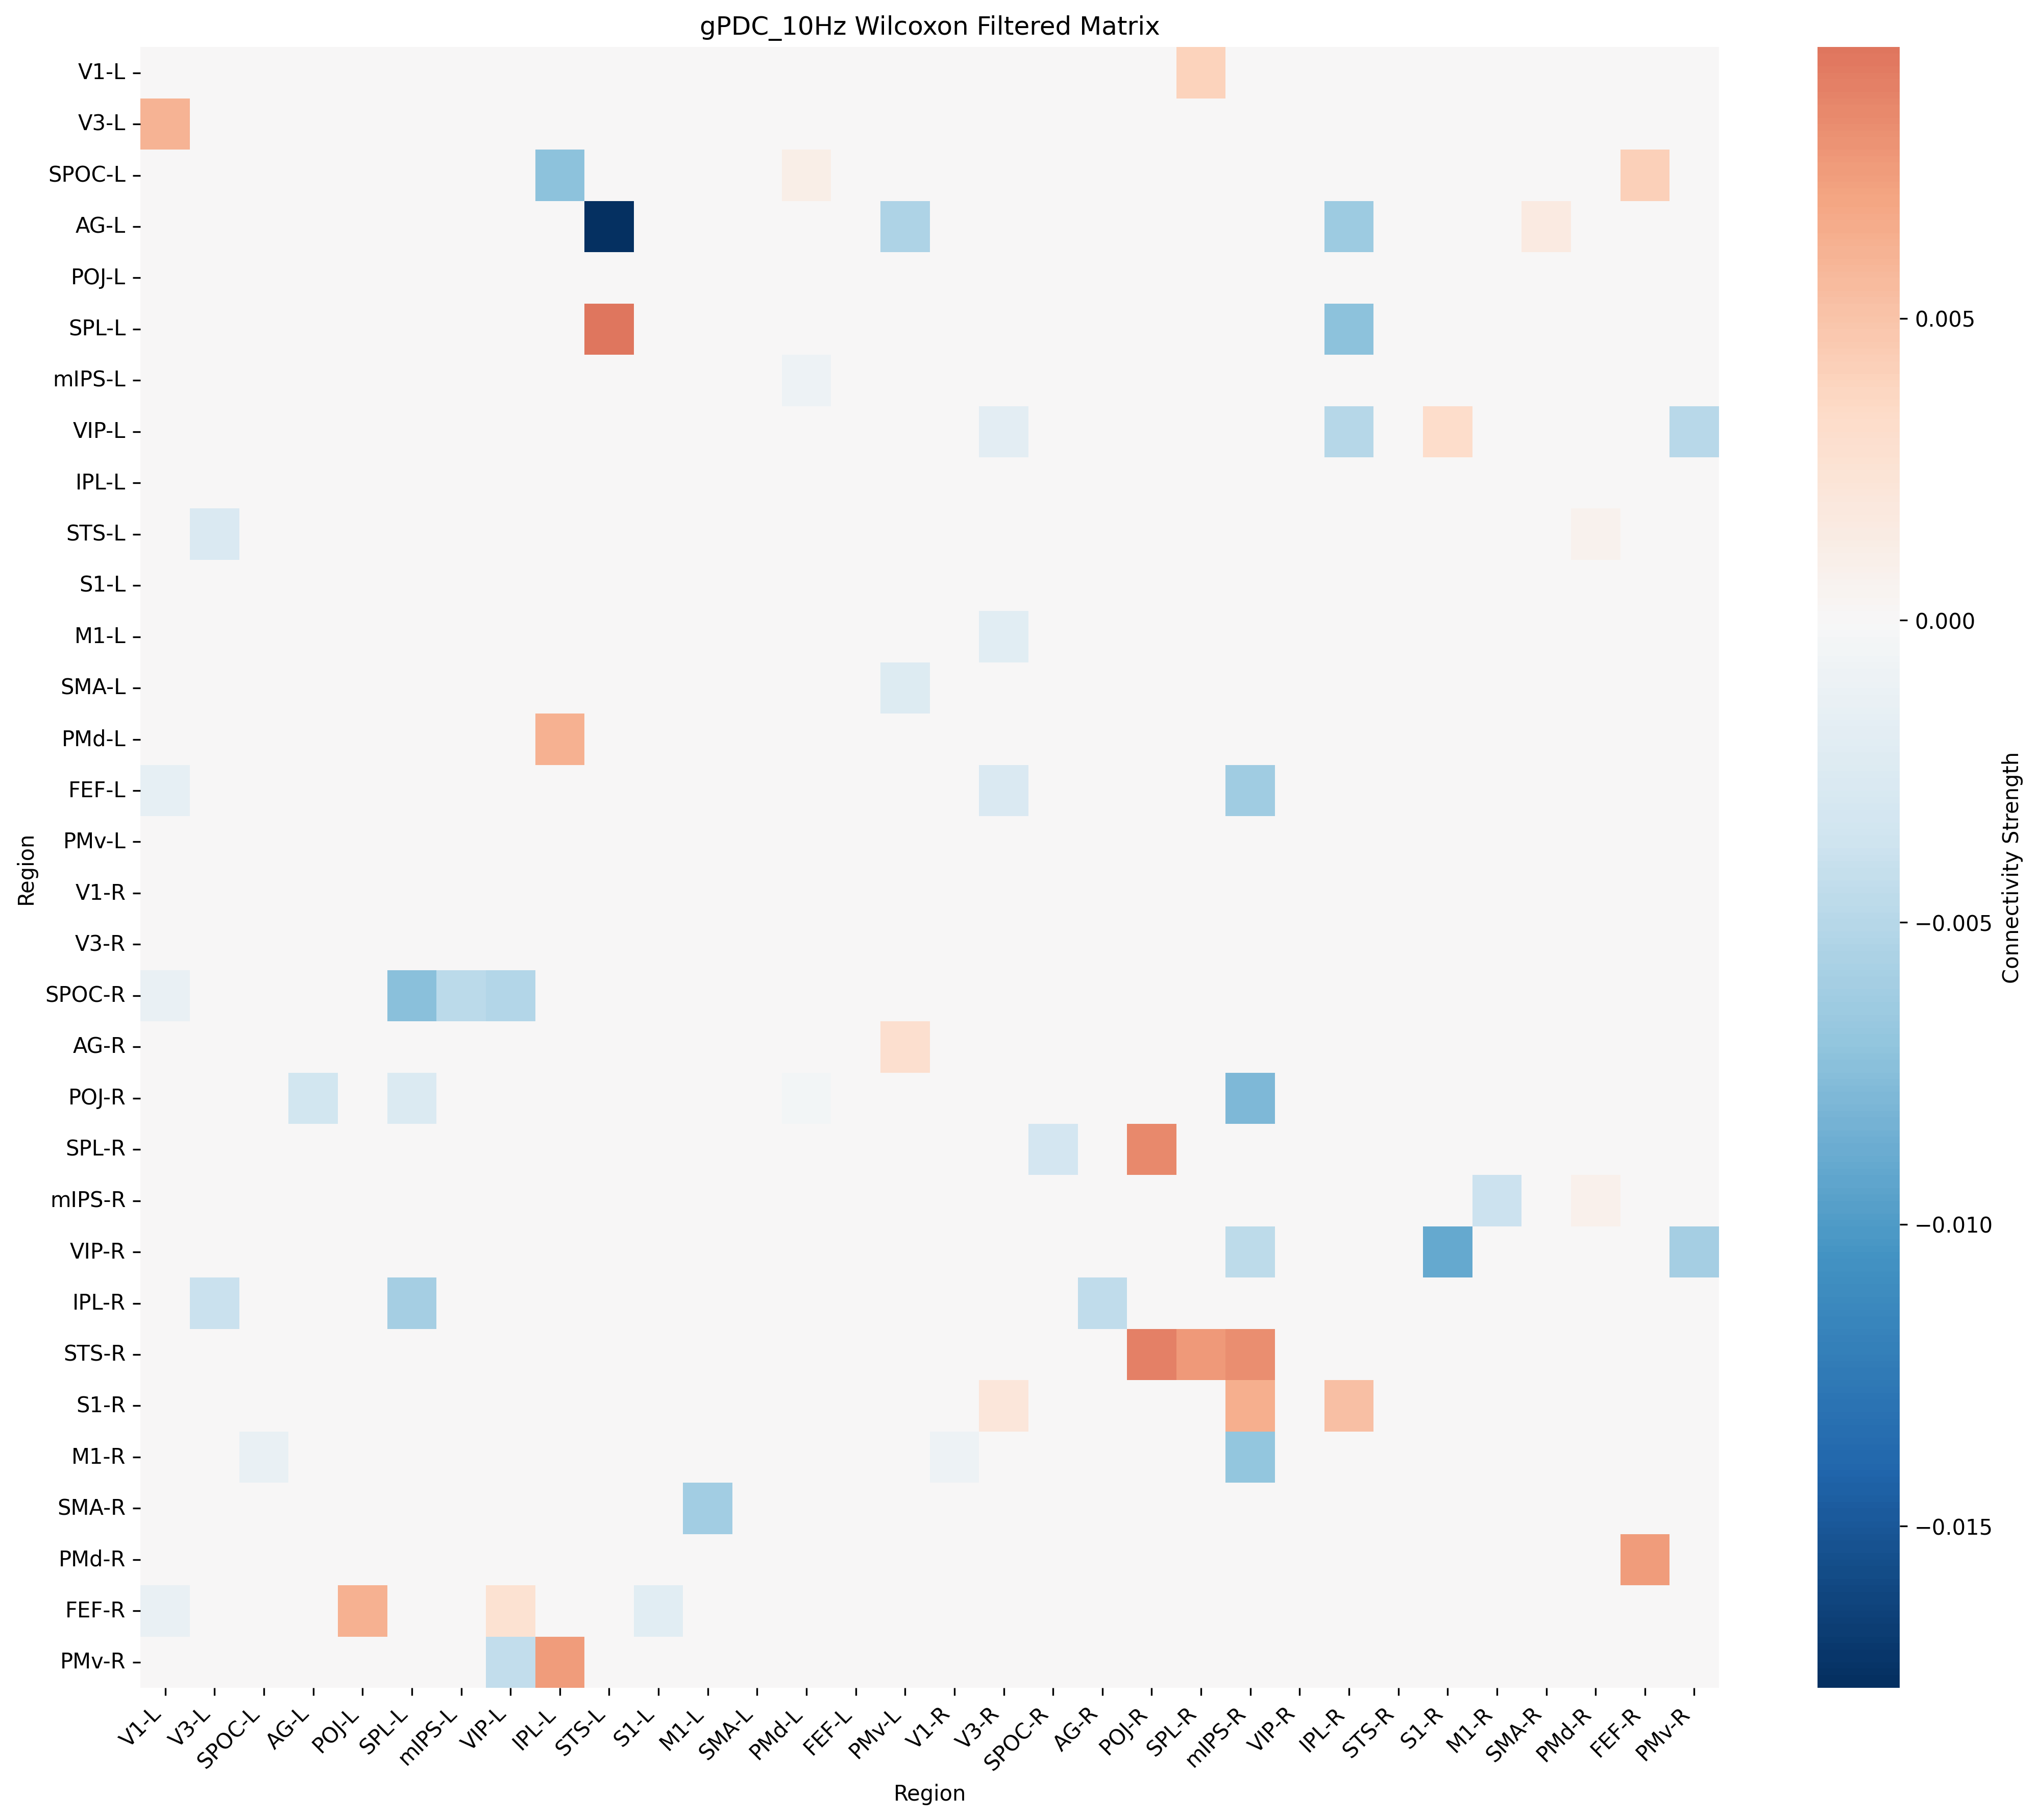 gPDC_10Hz Wilcoxon Filtered Matrix
V1-L
V3-L
SPOC-L
AG-L
POJ-L
SPL-L
mIPS-L
VIP-L
IPL-L
STS-L
S1-L
M1-L
SMA-L
PMd-L
FEF-L
PMv-L
V1-R
V3-R
SPOC-R
AG-R
POJ-R
SPL-R
mIPS-R
VIP-R
IPL-R
STS-R
S1-R
M1-R
SMA-R
PMd-R
FEF-R
PMv-R
Region
V1-L
V3-L
SPOC-L
AG-L
POJ-L
SPL-L
mIPS-L
VIP-L
IPL-L
STS-L
S1-L
M1-L
SMA-L
PMd-L
FEF-L
PMv-L
V1-R
V3-R
SPOC-R
AG-R
POJ-R
SPL-R
mIPS-R
VIP-R
IPL-R
STS-R
S1-R
M1-R
SMA-R
PMd-R
FEF-R
PMv-R
Region
0.005
0.000
−0.005
−0.010
−0.015
Connectivity Strength